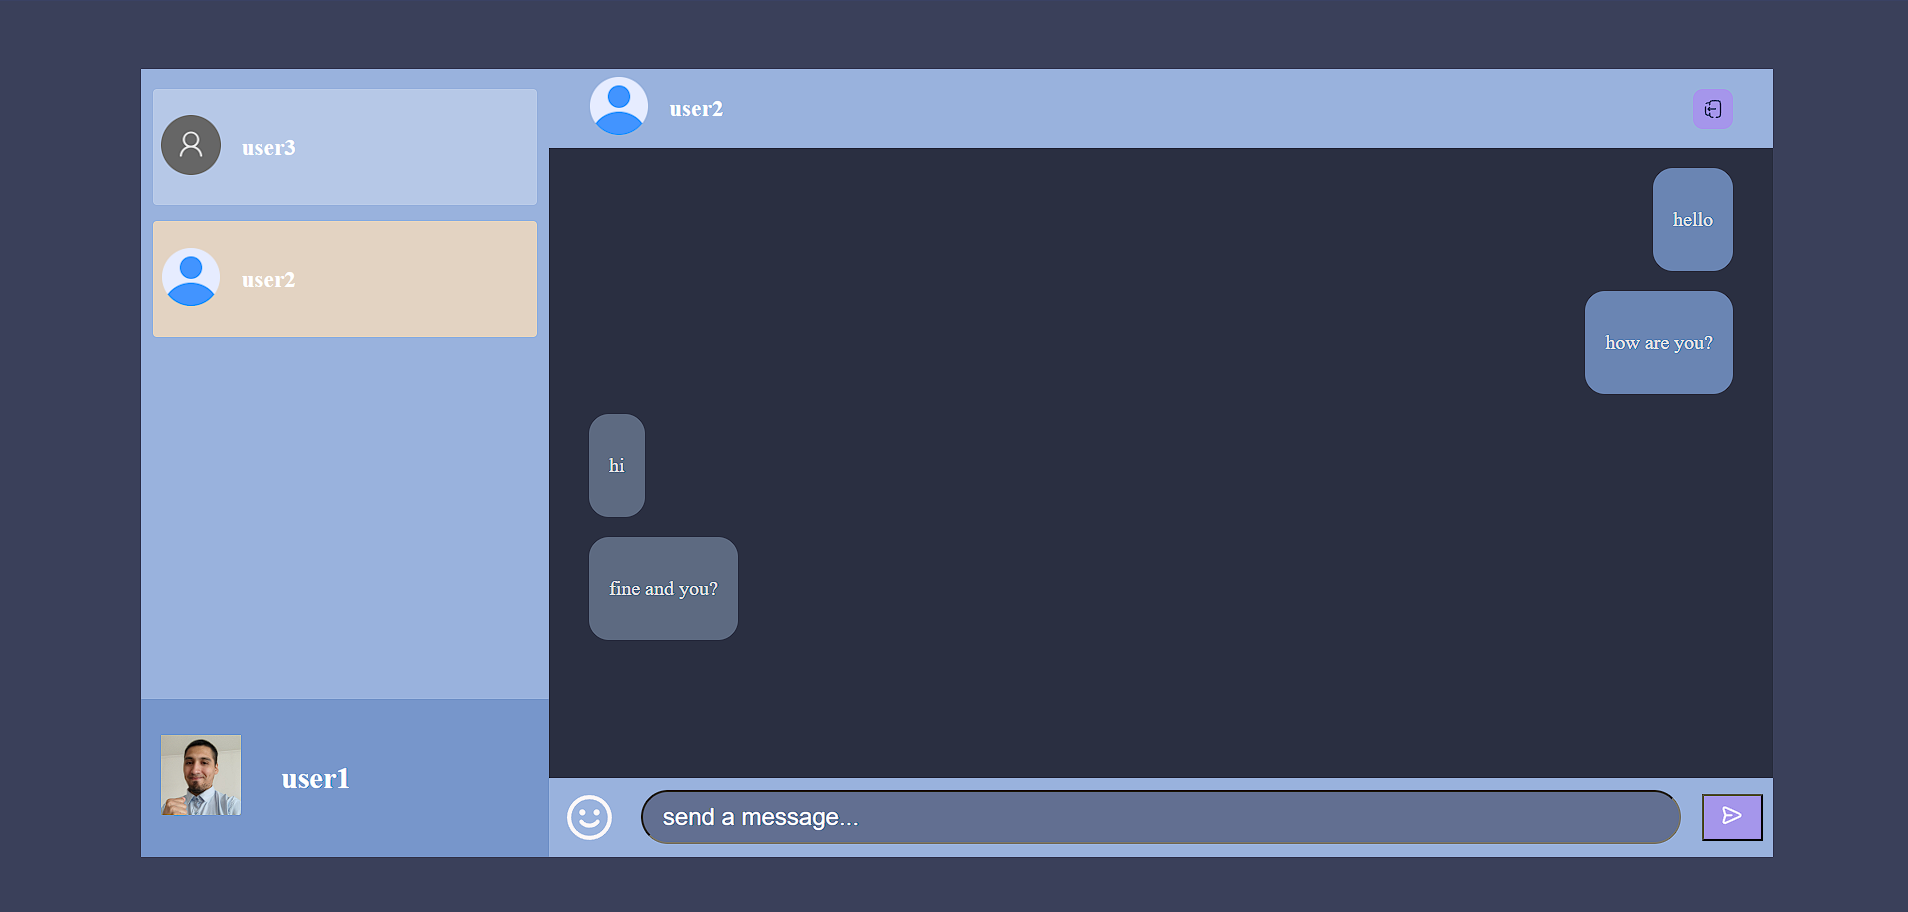 user3
user2
user1
user2
hello
how are you?
hi
fine and you?
send a message...